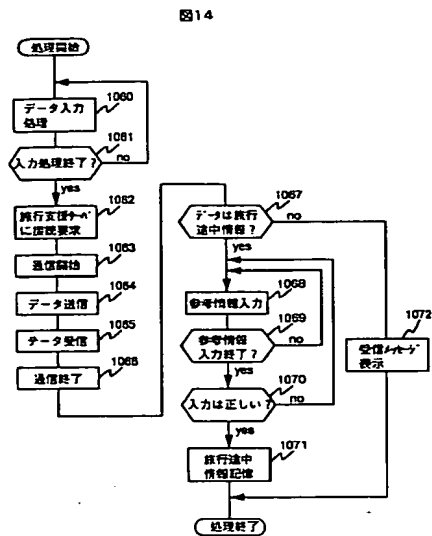 図14
処理開始
データ入力
処理
1060
入力処理終了?
1061
no
yes
旅行支援サーバ
に接続要求
1062
通信開始
1063
データ送信
1064
データ受信
1065
通信終了
1066
データは旅行
途中情報?
1067
no
yes
参考情報入力
1068
参考情報
入力終了?
1069
no
yes
入力は正しい?
1070
no
yes
旅行途中
情報記憶
1071
受信メッセージ
表示
1072
処理終了